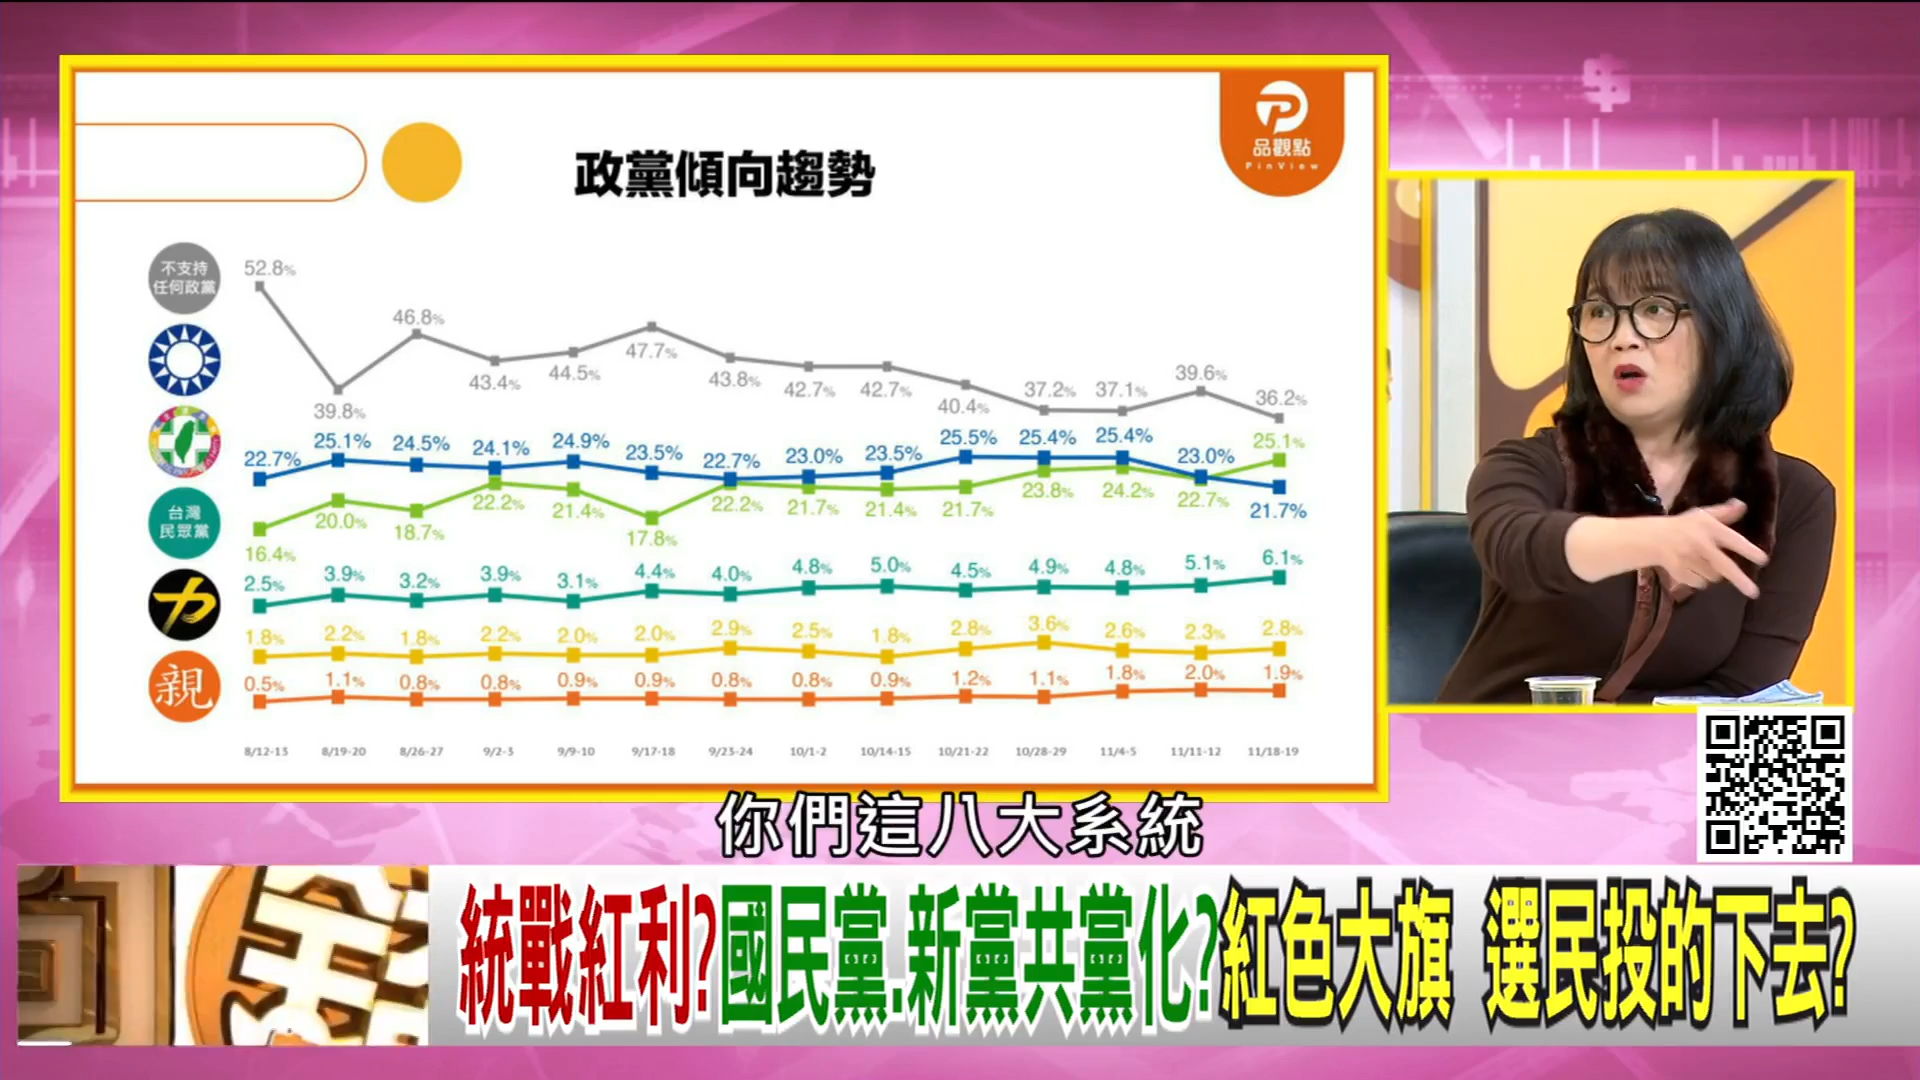 品觀點
PinView
政黨傾向趨勢
不支持
任何政黨
52.8% 39.8% 46.8% 43.4% 44.5% 47.7% 43.8% 42.7% 42.7% 40.4% 37.2% 37.1% 39.6% 36.2%
22.7% 25.1% 24.5% 24.1% 24.9% 23.5% 22.7% 23.0% 23.5% 25.5% 25.4% 25.4% 23.0% 21.7%
16.4% 20.0% 18.7% 22.2% 21.4% 17.8% 22.2% 21.7% 21.4% 21.7% 23.8% 24.2% 22.7% 25.1%
台灣
民眾黨
2.5% 3.9% 3.2% 3.9% 3.1% 4.4% 4.0% 4.8% 5.0% 4.5% 4.9% 4.8% 5.1% 6.1%
力
1.8% 2.2% 1.8% 2.2% 2.0% 2.0% 2.9% 2.5% 1.8% 2.8% 3.6% 2.6% 2.3% 2.8%
親
0.5% 1.1% 0.8% 0.8% 0.9% 0.9% 0.8% 0.8% 0.9% 1.2% 1.1% 1.8% 2.0% 1.9%
8/12-13 8/19-20 8/26-27 9/2-3 9/9-10 9/17-18 9/23-24 10/1-2 10/14-15 10/21-22 10/28-29 11/4-5 11/11-12 11/18-19
你們這八大系統
統戰紅利?國民黨.新黨共黨化?紅色大旗 選民投的下去?